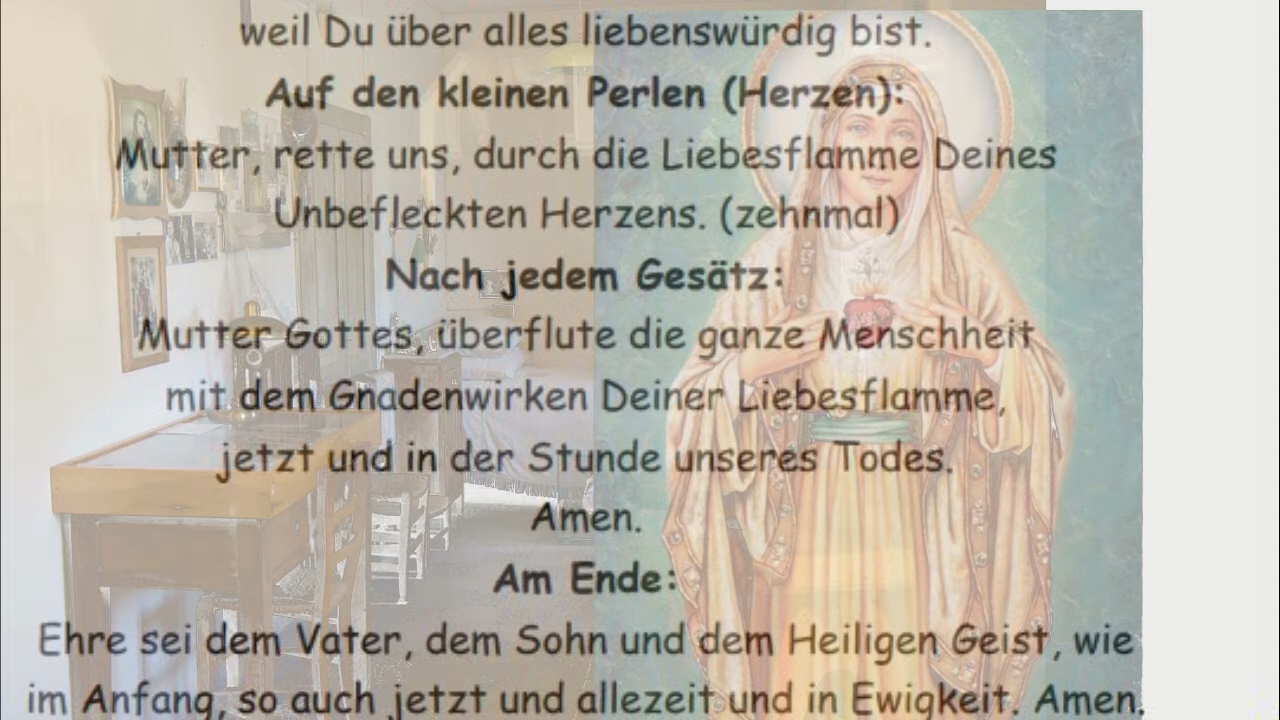 weil Du über alles liebenswürdig bist.
Auf den kleinen Perlen (Herzen):
Mutter, rette uns, durch die Liebesflamme Deines
Unbefleckten Herzens. (zehnmal)
Nach jedem Gesätz:
Mutter Gottes, überflute die ganze Menschheit
mit dem Gnadenwirken Deiner Liebesflamme,
jetzt und in der Stunde unseres Todes.
Amen.
Am Ende:
Ehre sei dem Vater, dem Sohn und dem Heiligen Geist, wie
im Anfang, so auch jetzt und allezeit und in Ewigkeit. Amen.